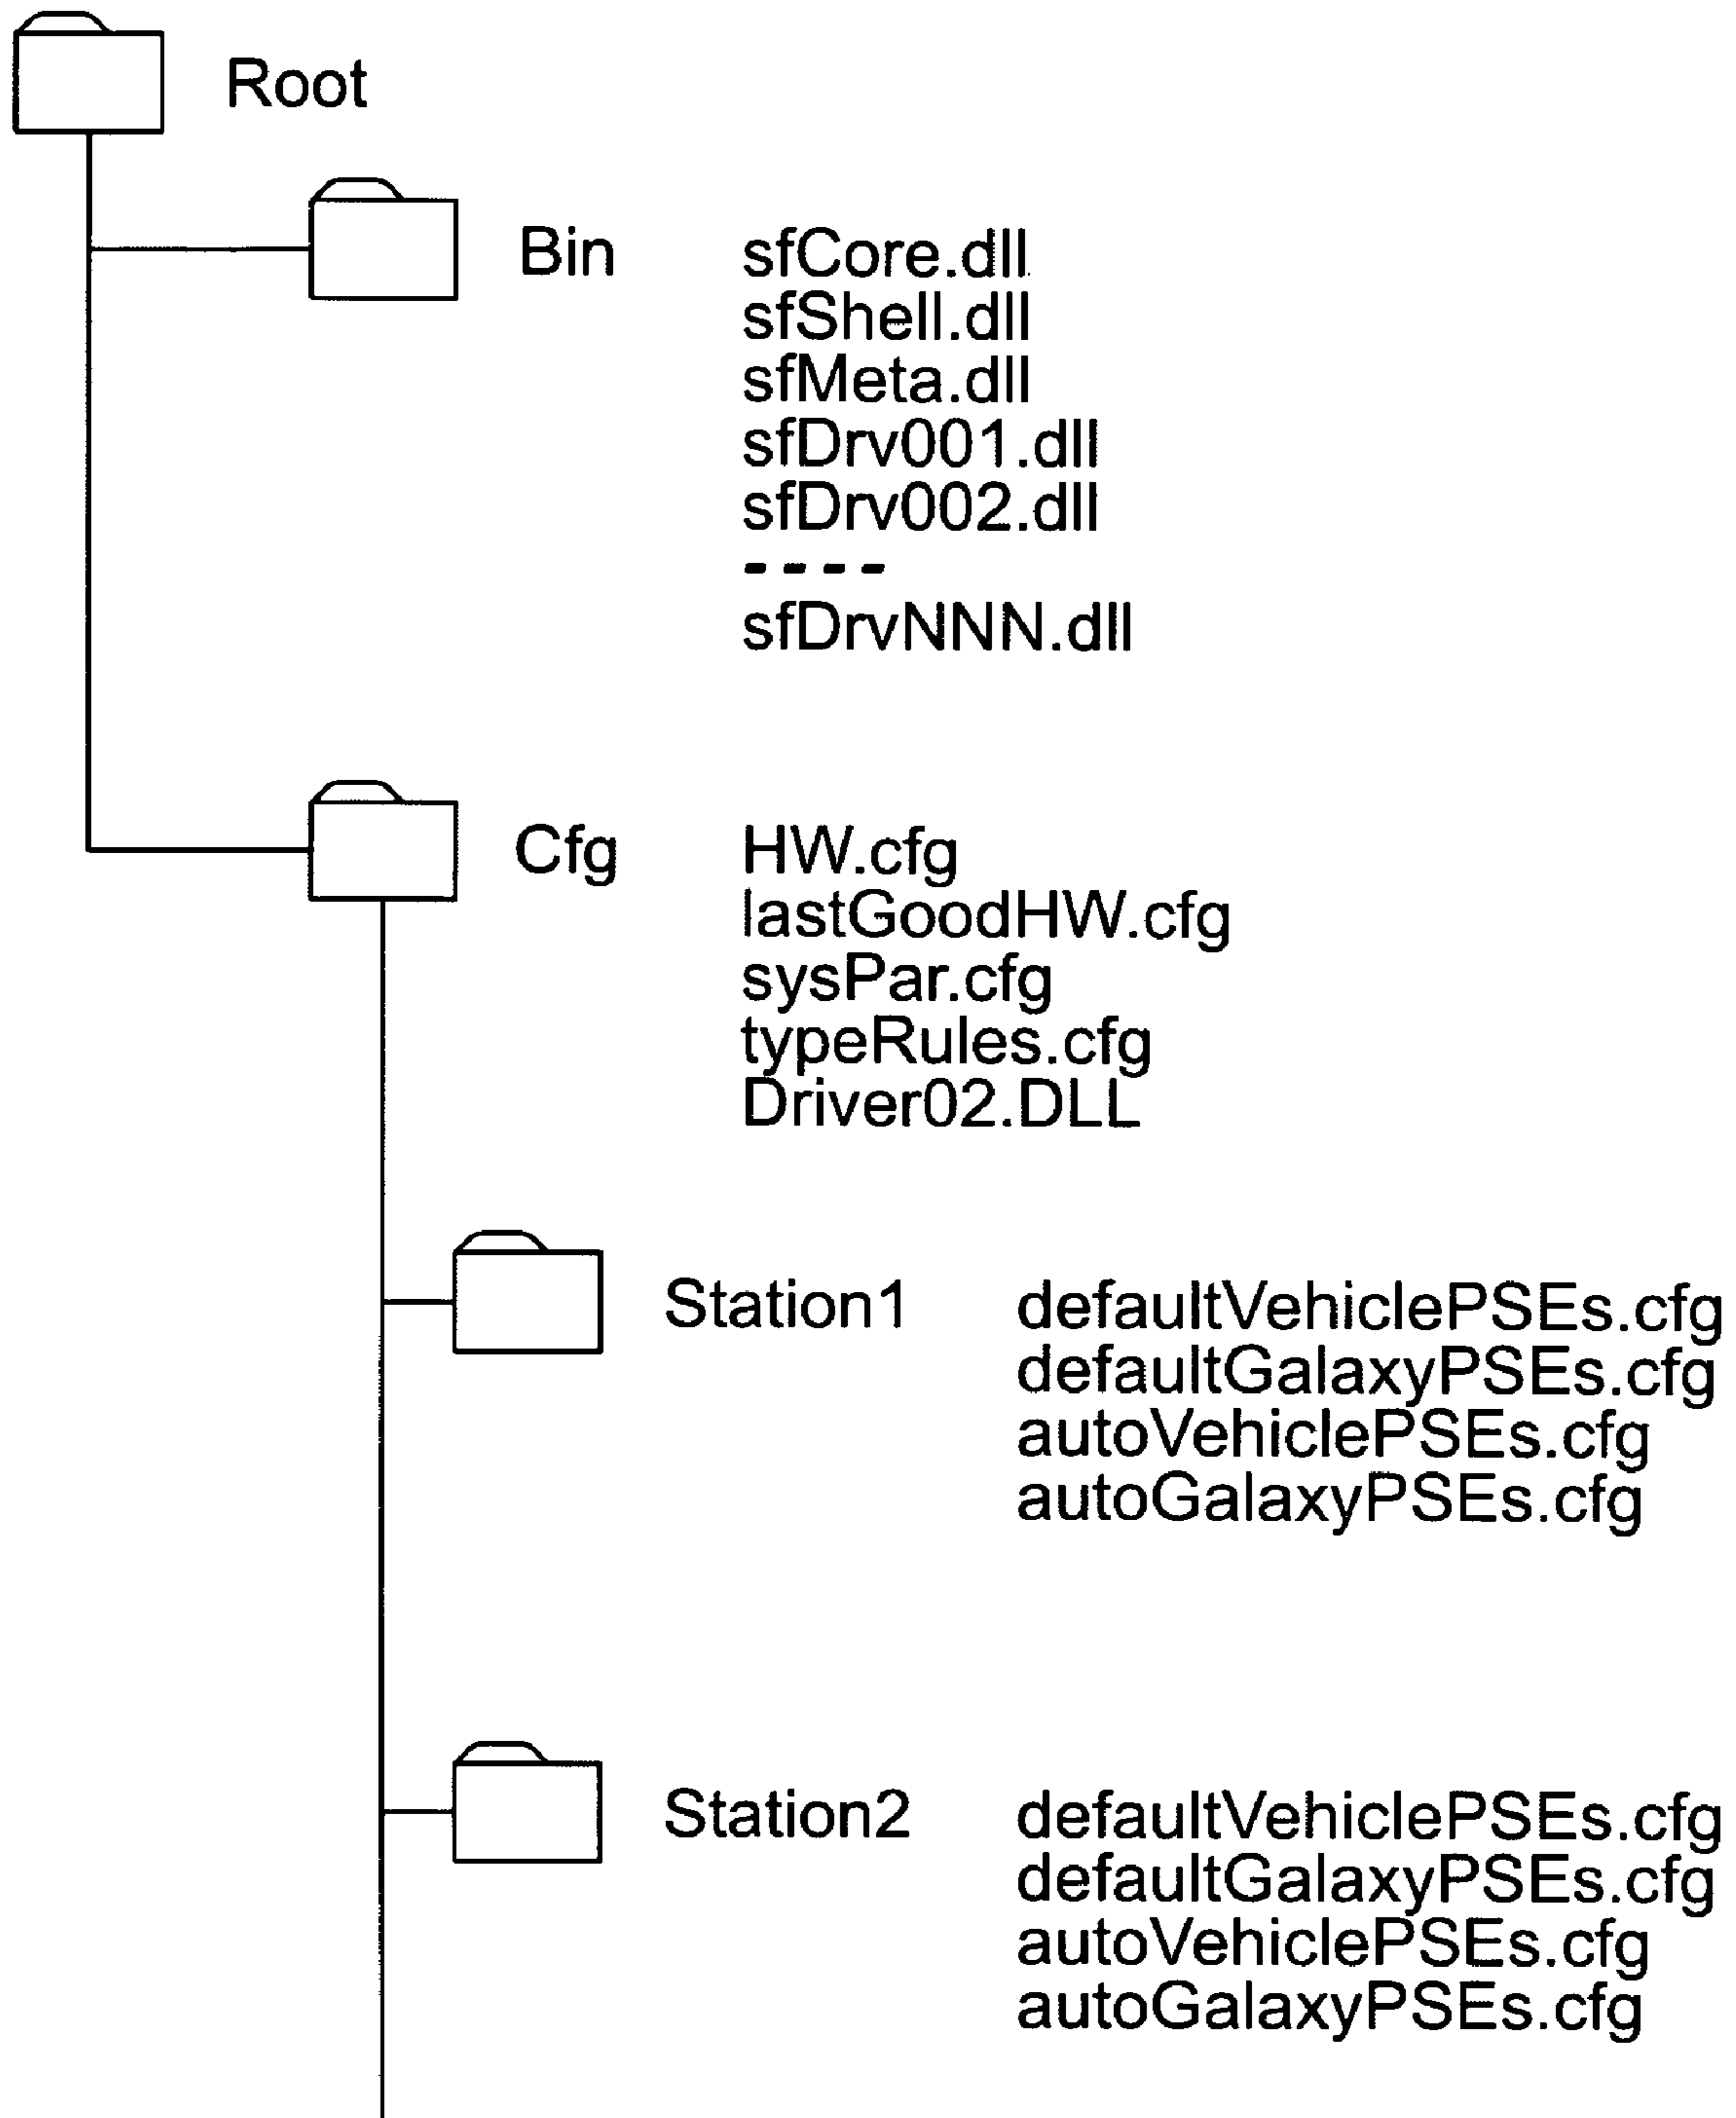 Root
Bin sfCore.dll
sfShell.dll
sfMeta.dll
sfDrv001.dll
sfDrv002.dll
----
sfDrvNNN.dll
Cfg HW.cfg
lastGoodHW.cfg
sysPar.cfg
typeRules.cfg
Driver02.DLL
Station1 defaultVehiclePSEs.cfg
defaultGalaxyPSEs.cfg
autoVehiclePSEs.cfg
autoGalaxyPSEs.cfg
Station2 defaultVehiclePSEs.cfg
defaultGalaxyPSEs.cfg
autoVehiclePSEs.cfg
autoGalaxyPSEs.cfg